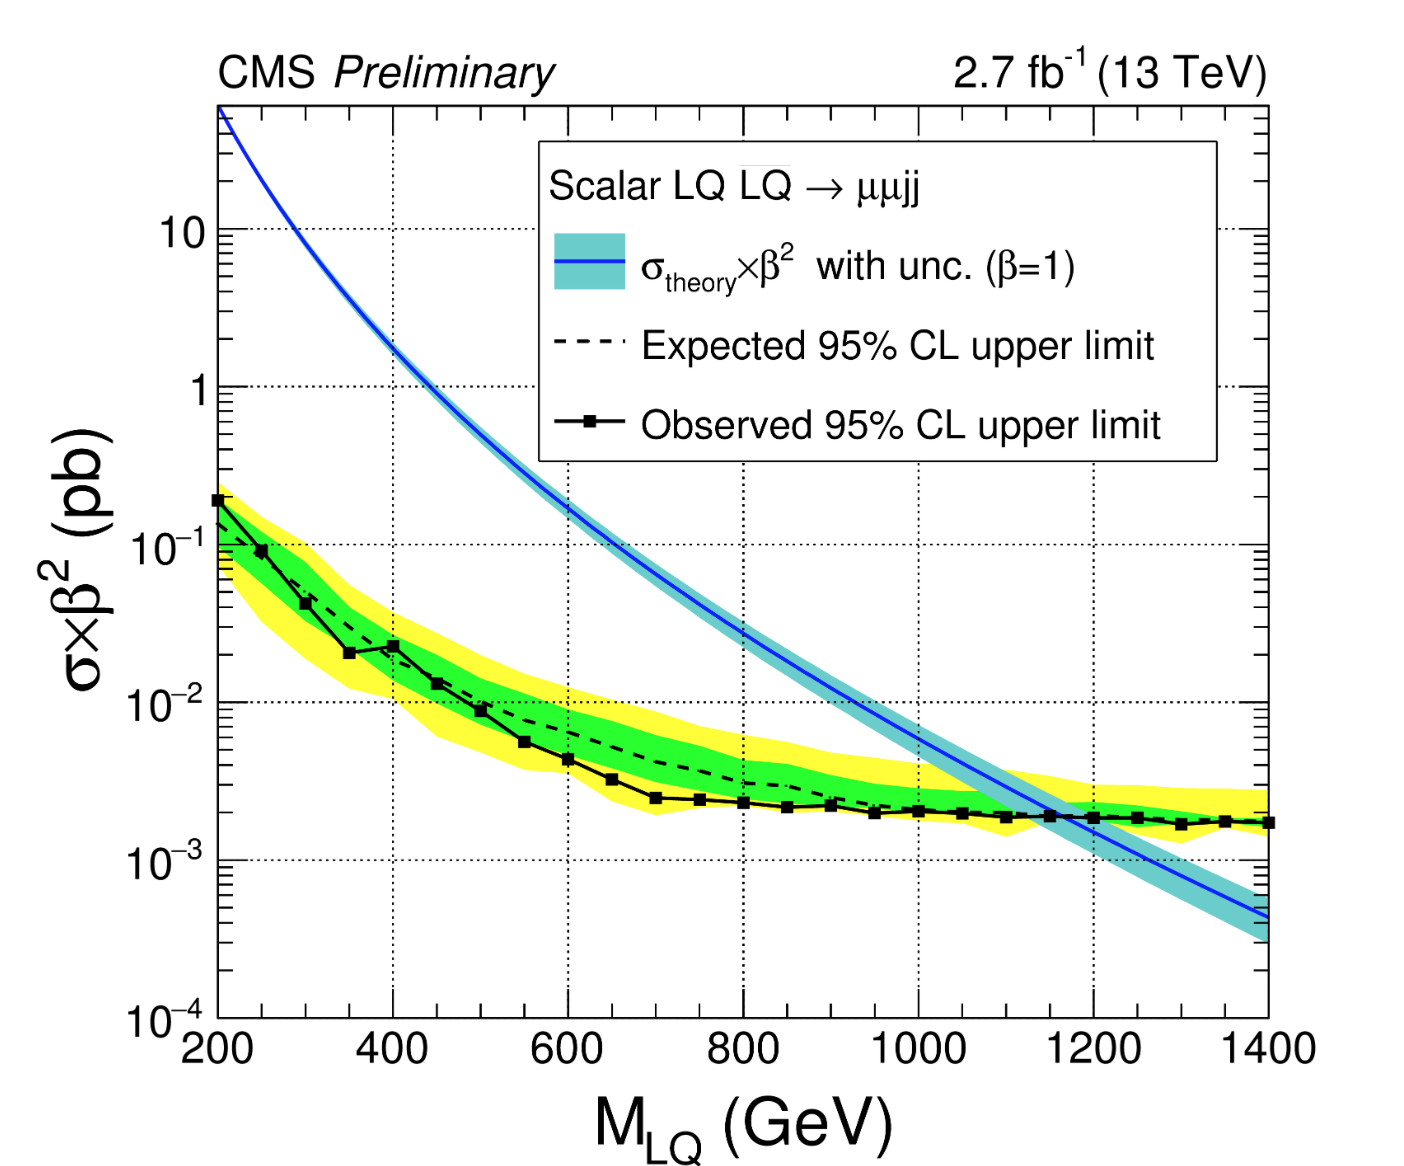 CMS Preliminary 2.7 fb⁻¹ (13 TeV)
Scalar LQ L̅Q̅ → μμjj
σ_theory×β² with unc. (β=1)
Expected 95% CL upper limit
Observed 95% CL upper limit
σ×β² (pb)
10
1
10⁻¹
10⁻²
10⁻³
10⁻⁴
200 400 600 800 1000 1200 1400
M_LQ (GeV)